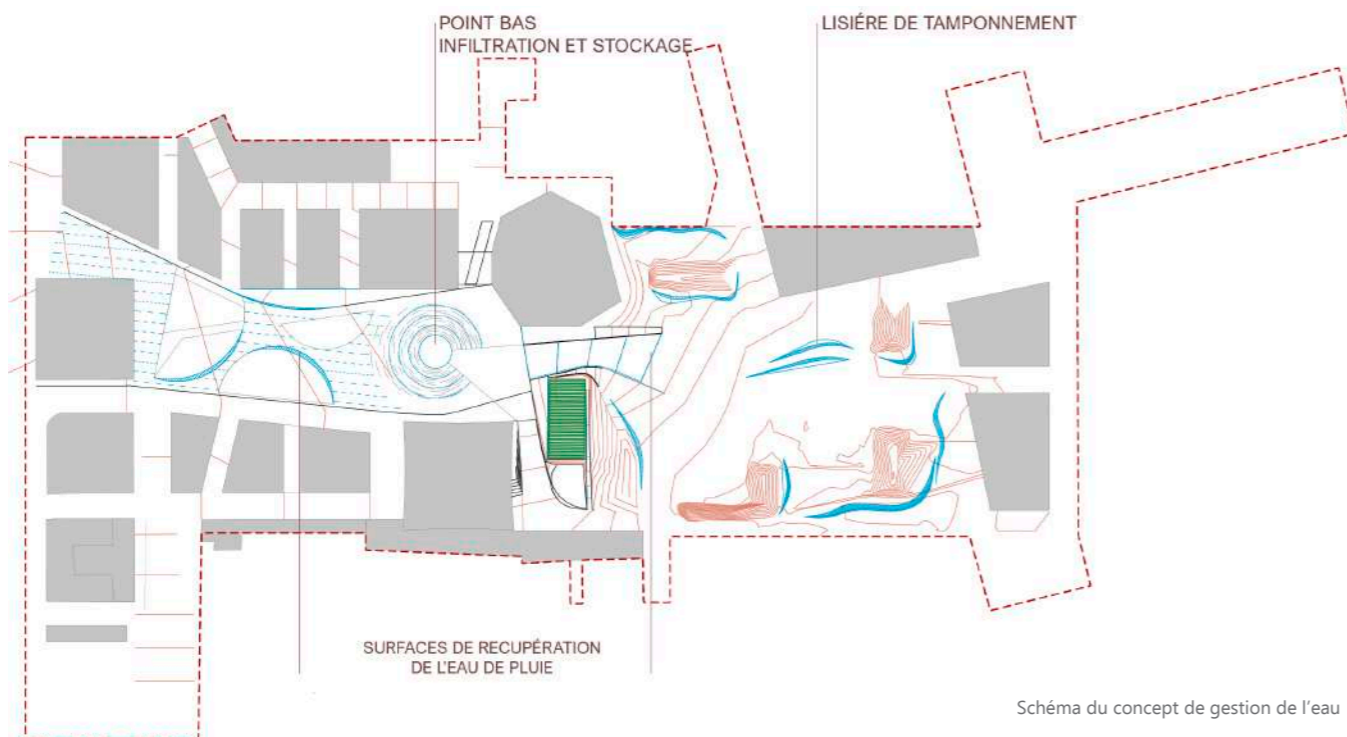 POINT BAS
INFILTRATION ET STOCKAGE
LISIÉRE DE TAMPONNEMENT
SURFACES DE RECUPÉRATION
DE L'EAU DE PLUIE
Schéma du concept de gestion de l'eau